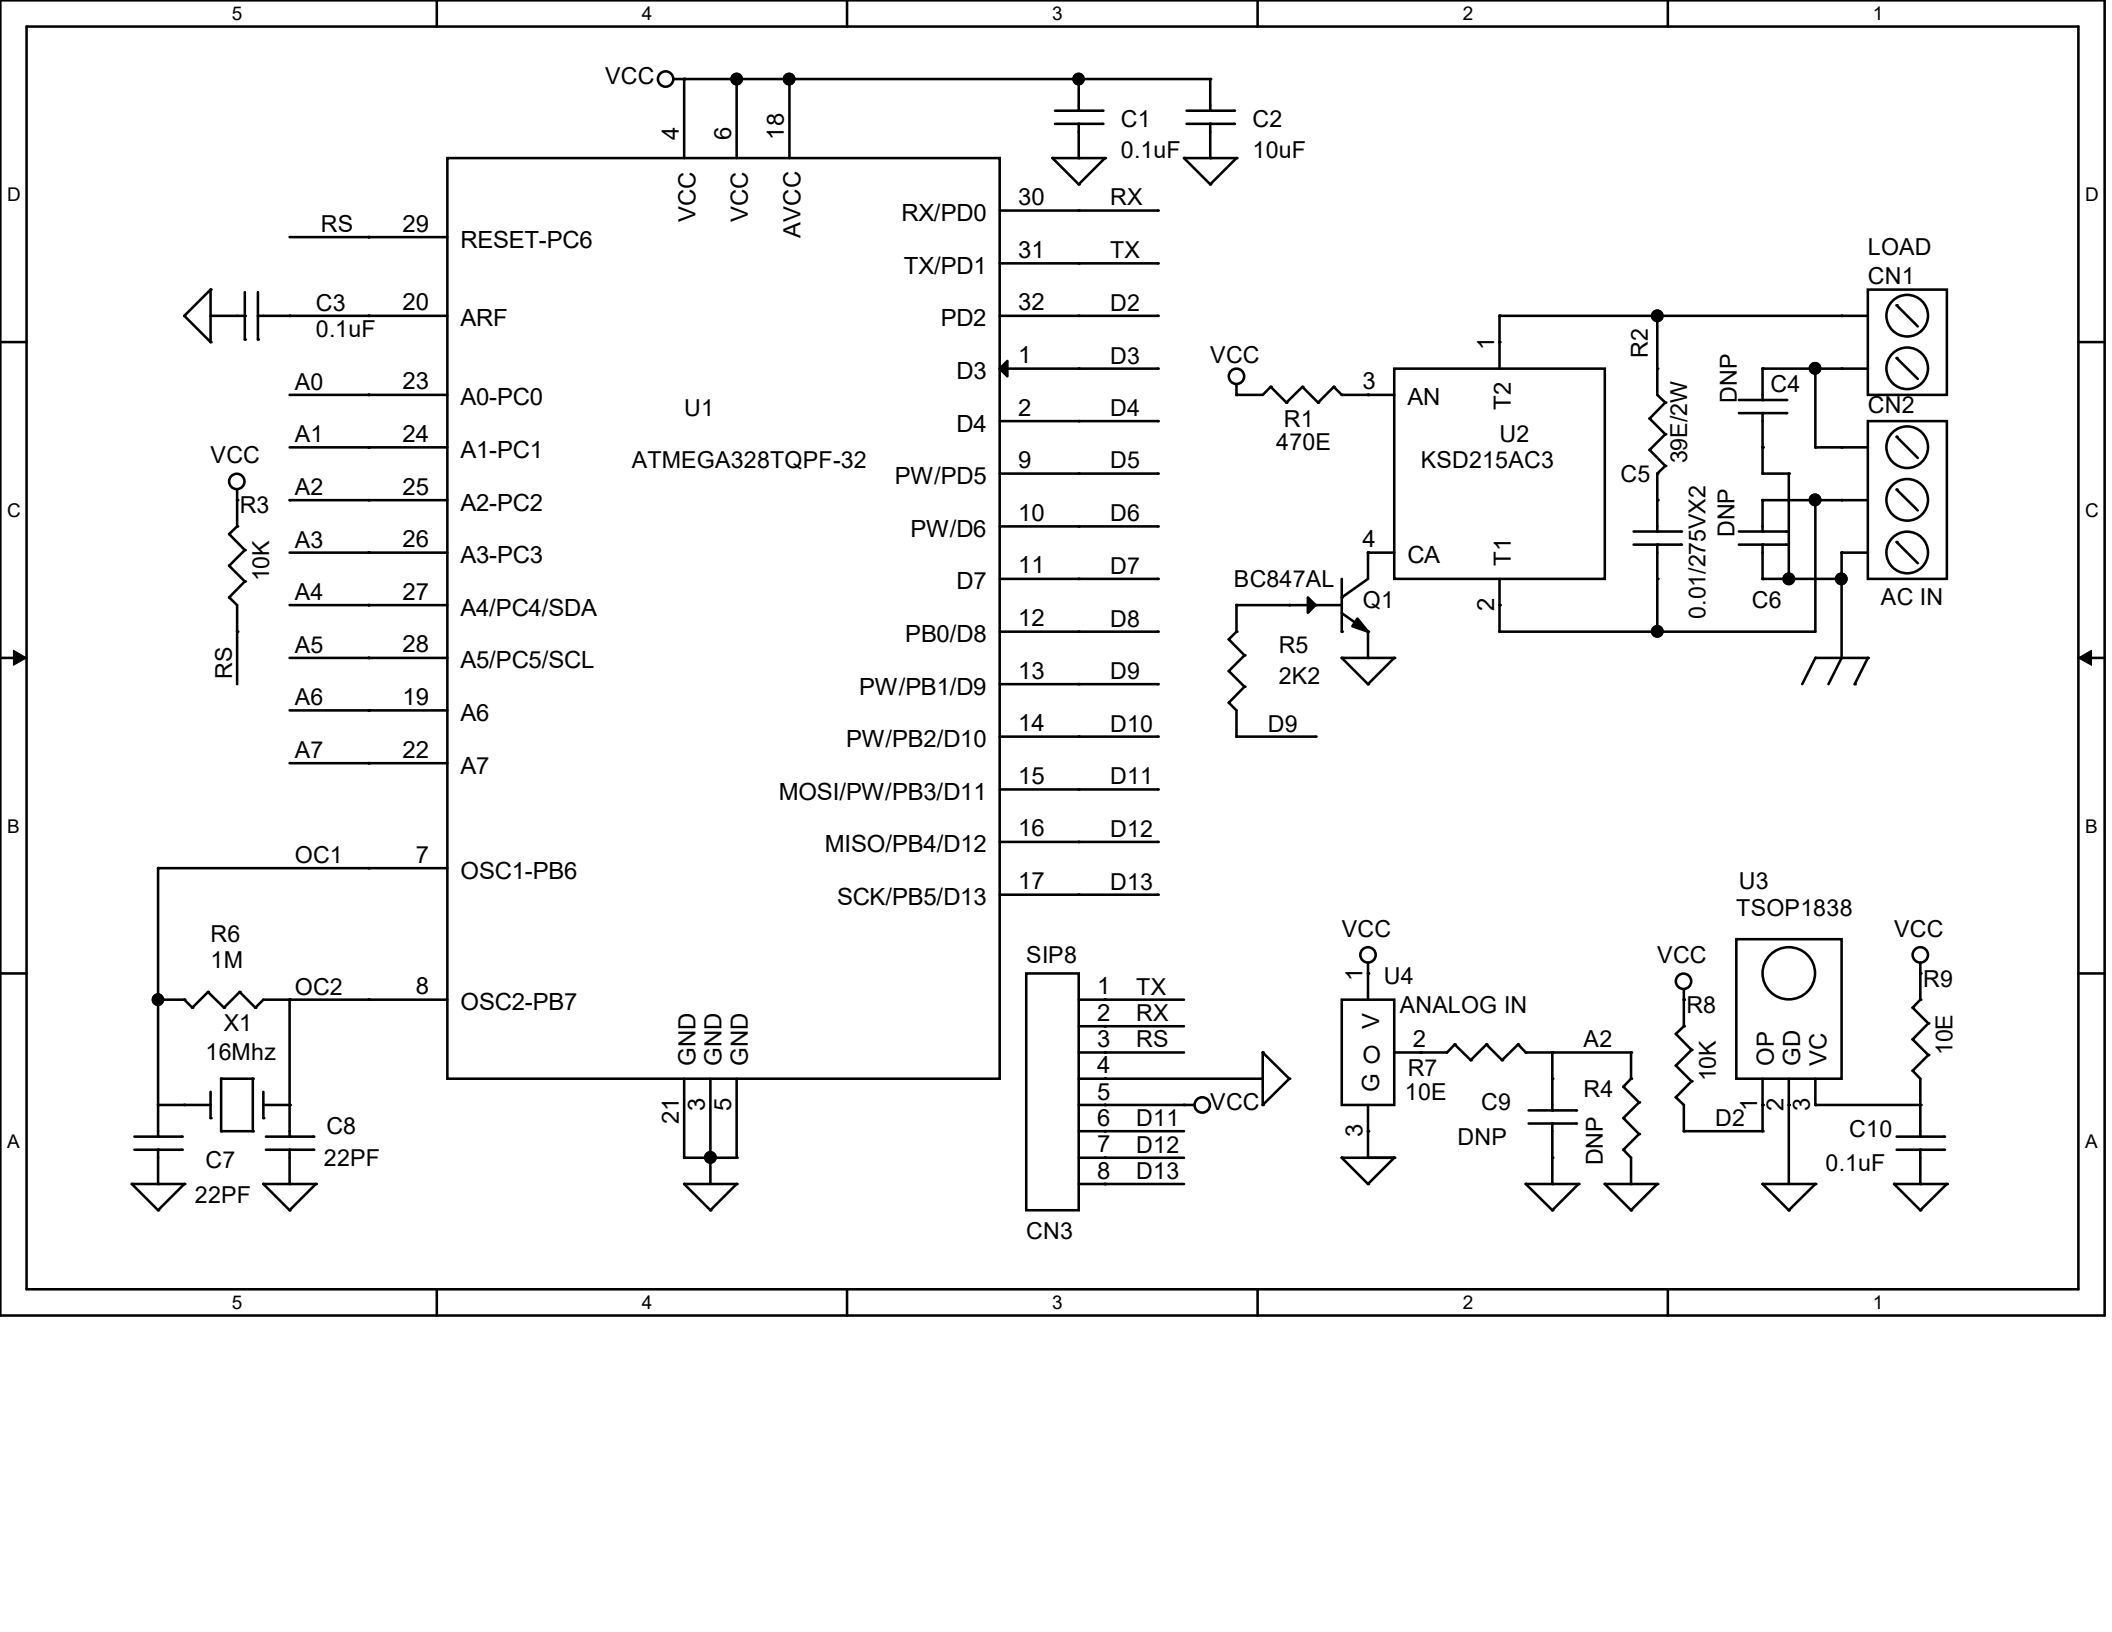 5 4 3 2 1
D
C
B
A
D
C
B
A
VCC
4
6
18
C1
0.1uF
C2
10uF
VCC
VCC
AVCC
RS 29 RESET-PC6
C3
0.1uF
20 ARF
A0 23 A0-PC0
A1 24 A1-PC1
A2 25 A2-PC2
A3 26 A3-PC3
A4 27 A4/PC4/SDA
A5 28 A5/PC5/SCL
A6 19 A6
A7 22 A7
VCC
R3
10K
RS
U1
ATMEGA328TQPF-32
RX/PD0 30 RX
TX/PD1 31 TX
PD2 32 D2
D3 1 D3
D4 2 D4
PW/PD5 9 D5
PW/D6 10 D6
D7 11 D7
PB0/D8 12 D8
PW/PB1/D9 13 D9
PW/PB2/D10 14 D10
MOSI/PW/PB3/D11 15 D11
MISO/PB4/D12 16 D12
SCK/PB5/D13 17 D13
OC1 7 OSC1-PB6
R6
1M
OC2 8 OSC2-PB7
X1
16Mhz
C7
22PF
C8
22PF
GND
GND
GND
21
3
5
VCC
R1
470E
3 AN
1
T2
U2
KSD215AC3
4 CA
T1
2
BC847AL
Q1
R5
2K2
D9
R2
39E/2W
C5
0.01/275VX2
LOAD
CN1
DNP
C4
CN2
DNP
C6
AC IN
SIP8
1 TX
2 RX
3 RS
4
5 VCC
6 D11
7 D12
8 D13
CN3
VCC
1
U4
ANALOG IN
V
O
G
2
3
R7
10E
A2
C9
DNP
R4
DNP
U3
TSOP1838
VCC
R8
10K
D2
OP
GD
VC
1
2
3
VCC
R9
10E
C10
0.1uF
5 4 3 2 1